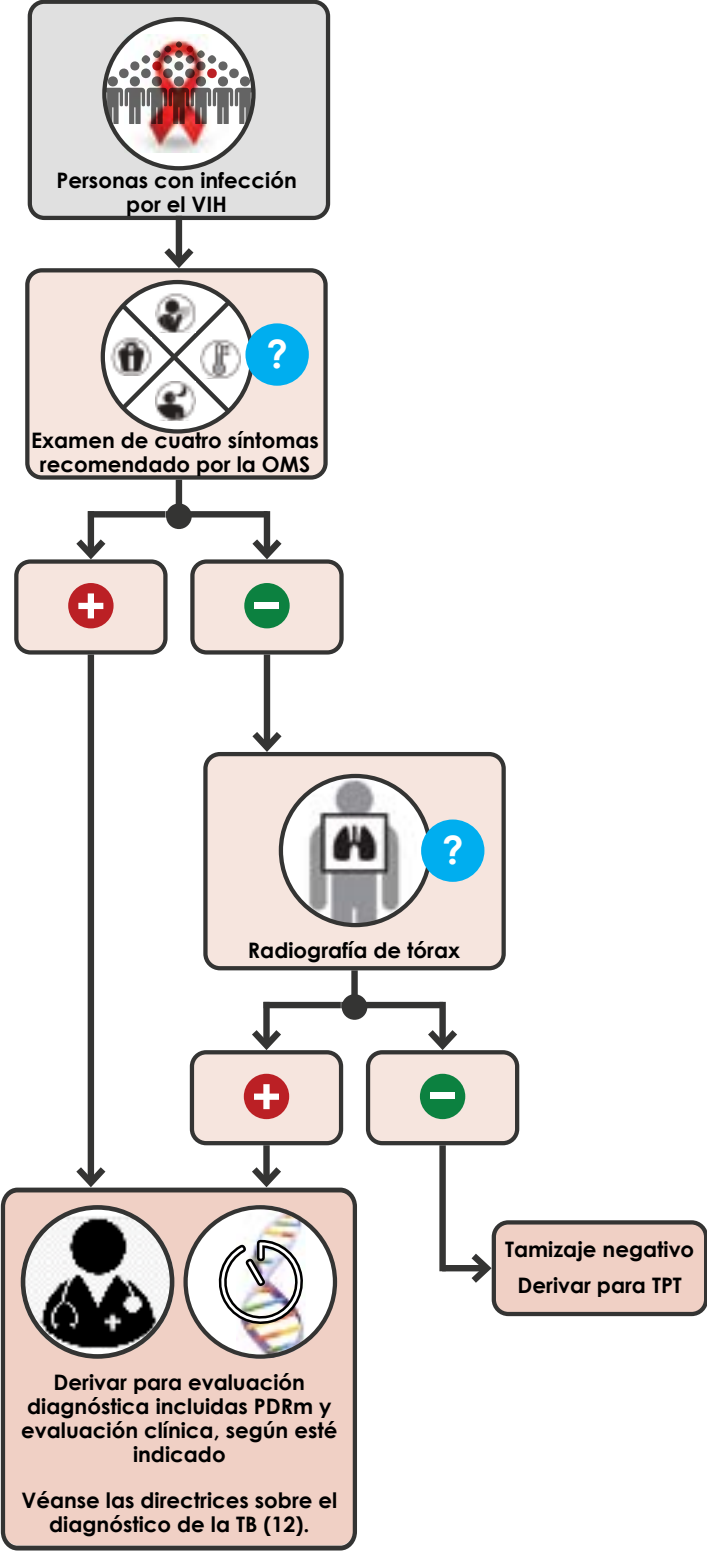 Personas con infección
por el VIH
?
Examen de cuatro síntomas
recomendado por la OMS
?
Radiografía de tórax
Tamizaje negativo
Derivar para TPT
Derivar para evaluación
diagnóstica incluidas PDRm y
evaluación clínica, según esté
indicado
Véanse las directrices sobre el
diagnóstico de la TB (12).